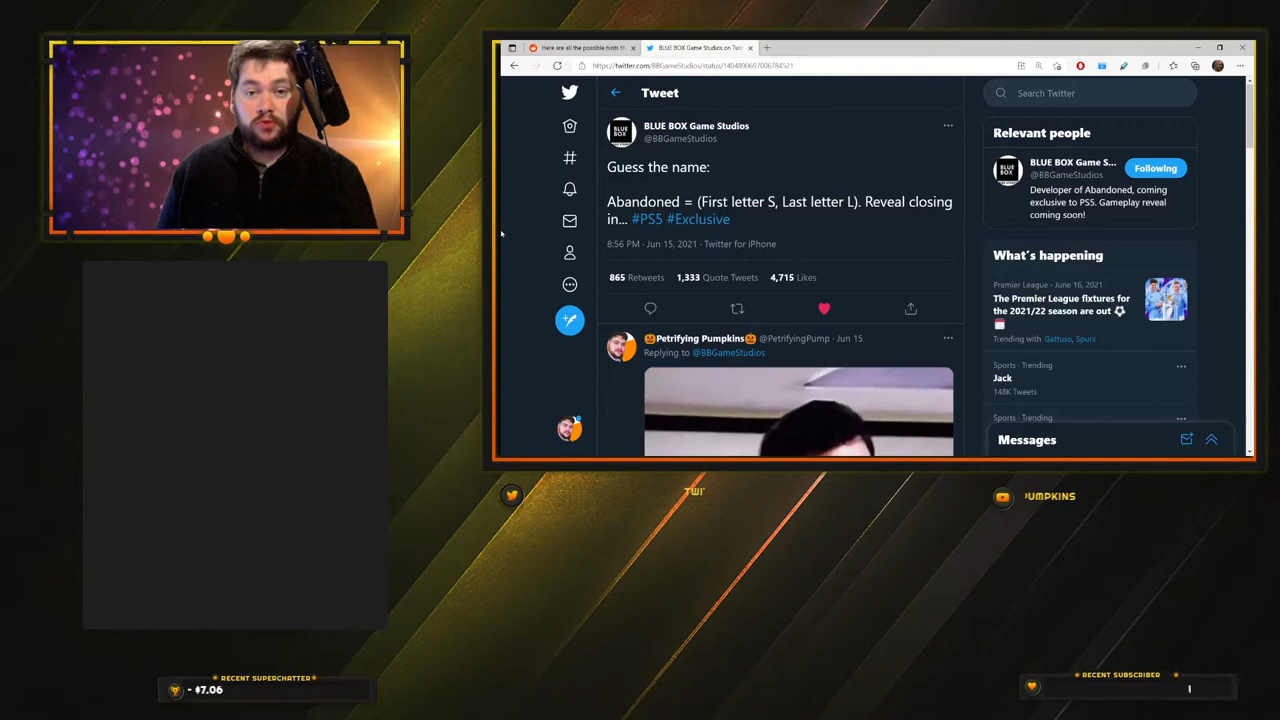 Here are all the possible hints th
BLUE BOX Game Studios on Twi
https://twitter.com/BBGameStudios/status/1404890697006784521
Tweet
Search Twitter
BLUE BOX Game Studios
@BBGameStudios
Guess the name:
Abandoned = (First letter S, Last letter L). Reveal closing
in... #PS5 #Exclusive
8:56 PM · Jun 15, 2021 · Twitter for iPhone
865 Retweets 1,333 Quote Tweets 4,715 Likes
🎃Petrifying Pumpkins🎃 @PetrifyingPump · Jun 15
Replying to @BBGameStudios
Relevant people
BLUE BOX Game S...
@BBGameStudios
Following
Developer of Abandoned, coming
exclusive to PS5. Gameplay reveal
coming soon!
What's happening
Premier League · June 16, 2021
The Premier League fixtures for
the 2021/22 season are out ⚽
🗓️
Trending with Gattuso, Spurs
Sports · Trending
Jack
148K Tweets
Sports · Trending
Messages
BLUE
BOX
BLUE
BOX
TWI
PUMPKINS
RECENT SUPERCHATTER
- $7.06
RECENT SUBSCRIBER